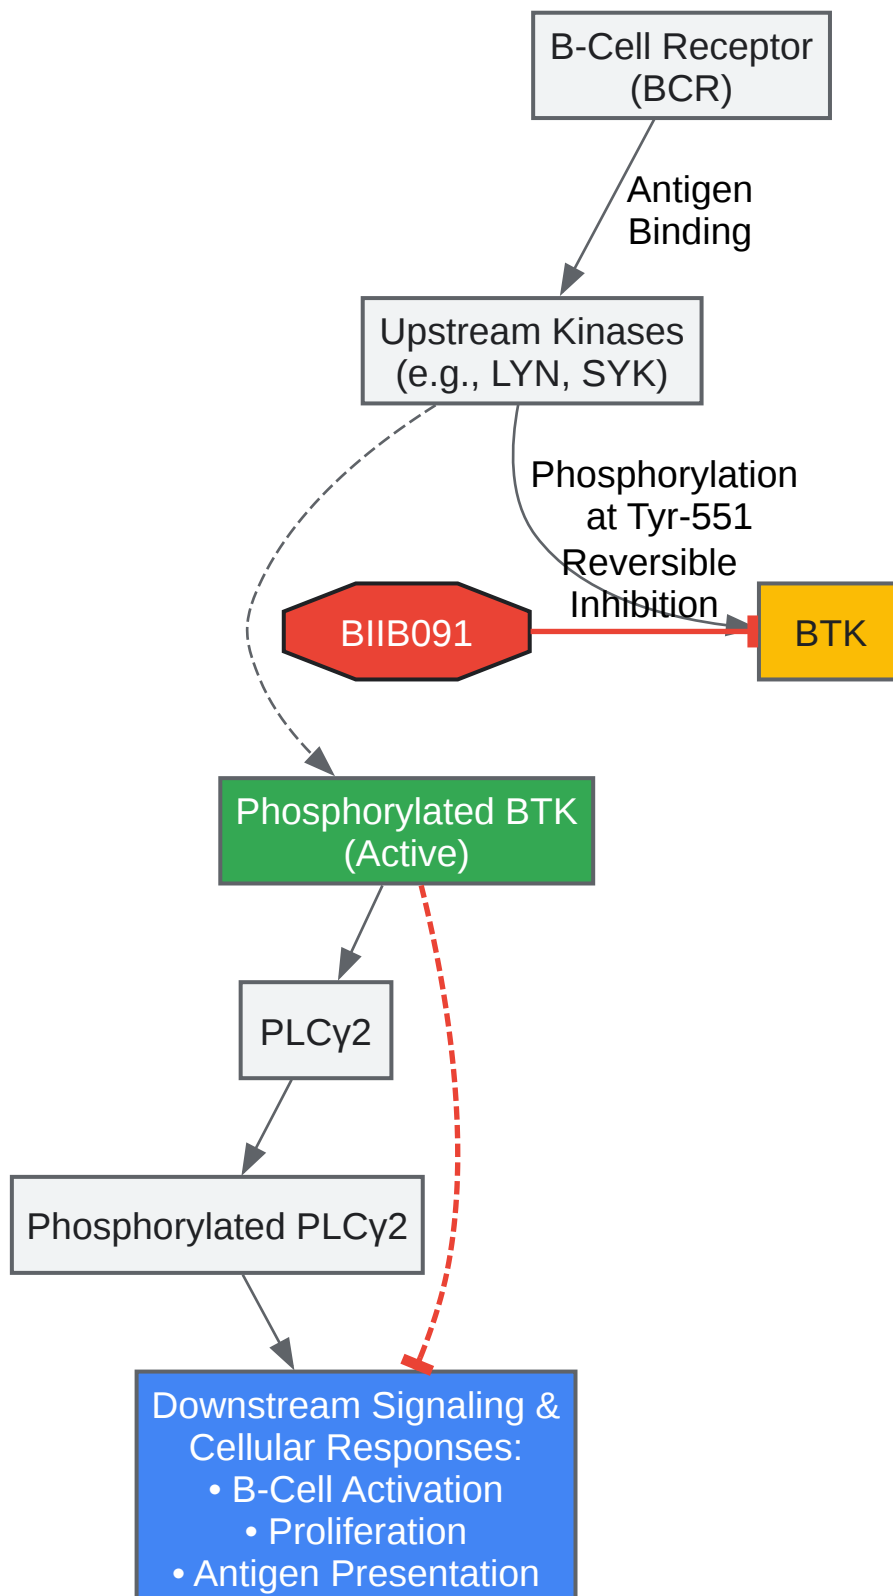 B-Cell Receptor
(BCR)
Antigen
Binding
Upstream Kinases
(e.g., LYN, SYK)
Phosphorylation
at Tyr-551
Reversible
Inhibition
BIIB091
BTK
Phosphorylated BTK
(Active)
PLCγ2
Phosphorylated PLCγ2
Downstream Signaling &
Cellular Responses:
• B-Cell Activation
• Proliferation
• Antigen Presentation